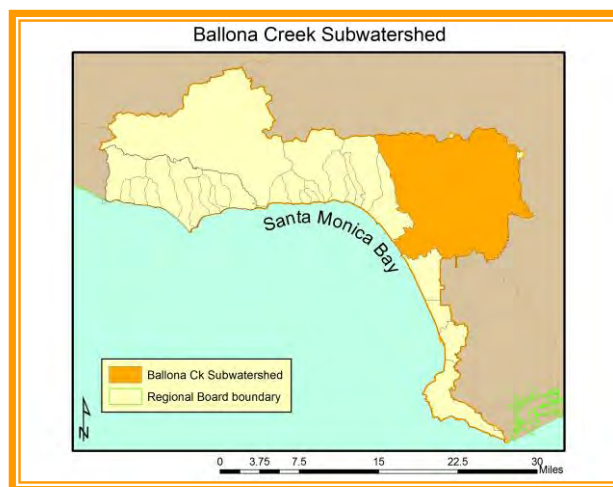 Ballona Creek Subwatershed
Santa Monica Bay
Ballona Ck Subwatershed
Regional Board boundary
N
0 3.75 7.5 15 22.5 30
Miles